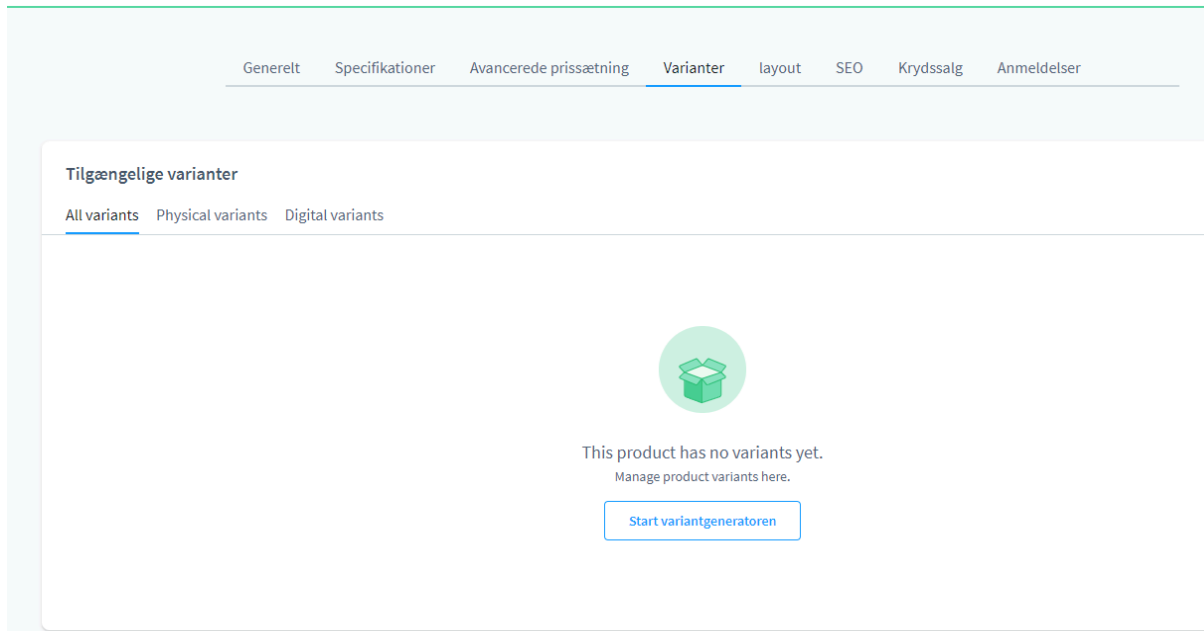 Generelt Specifikationer Avancerede prissætning Varianter layout SEO Krydssalg Anmeldelser
Tilgængelige varianter
All variants Physical variants Digital variants
This product has no variants yet.
Manage product variants here.
Start variantgeneratoren